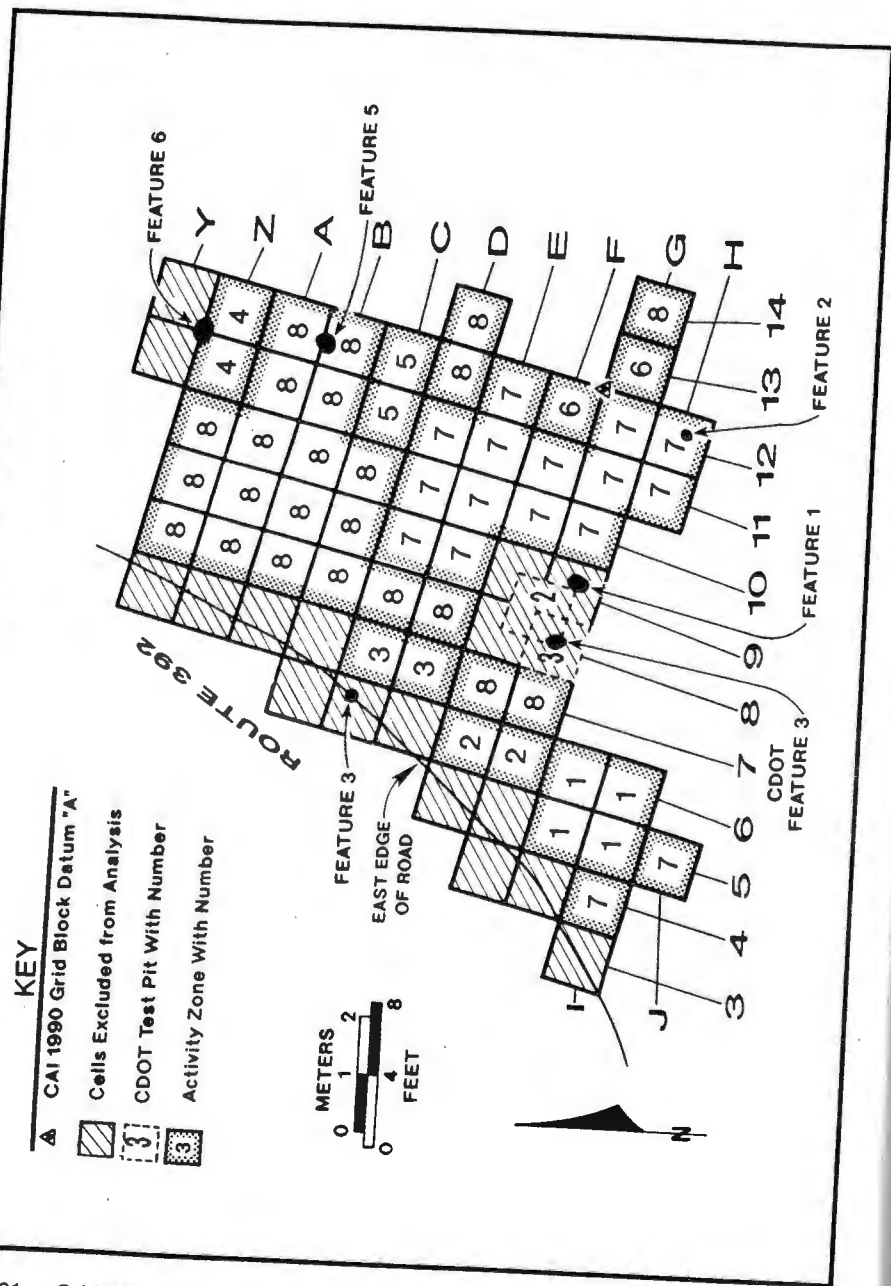 KEY
CAI 1990 Grid Block Datum "A"
Cells Excluded from Analysis
3
CDOT Test Pit With Number
3
Activity Zone With Number
METERS
0 1 2
0 4 8
FEET
N
ROUTE 392
EAST EDGE
OF ROAD
FEATURE 3
FEATURE 6
FEATURE 5
FEATURE 2
FEATURE 1
CDOT
FEATURE 3
Y
Z
A
B
C
D
E
F
G
H
I
J
3 4 5 6 7 8 9 10 11 12 13 14
8 8 8 4 4
8 8 8 8 8
8 8 8 8 8
8 8 8 5 5
3 8 7 7 7 8 8
3 8 7 7 7 7
2 8 7 7 6
2 8 3 2 7 7 7 6 8
1 1 7 7
7 1 1
7